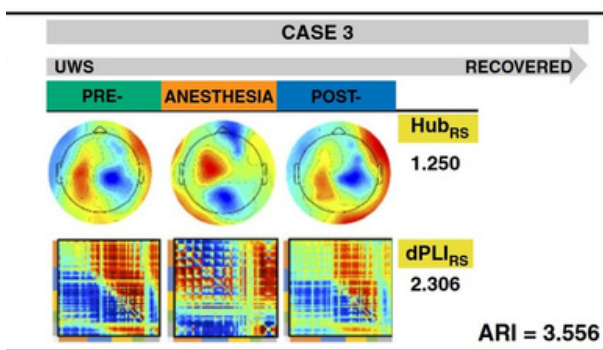 CASE 3
UWS RECOVERED
PRE- ANESTHESIA POST-
HubRS
1.250
dPLIRS
2.306
ARI = 3.556